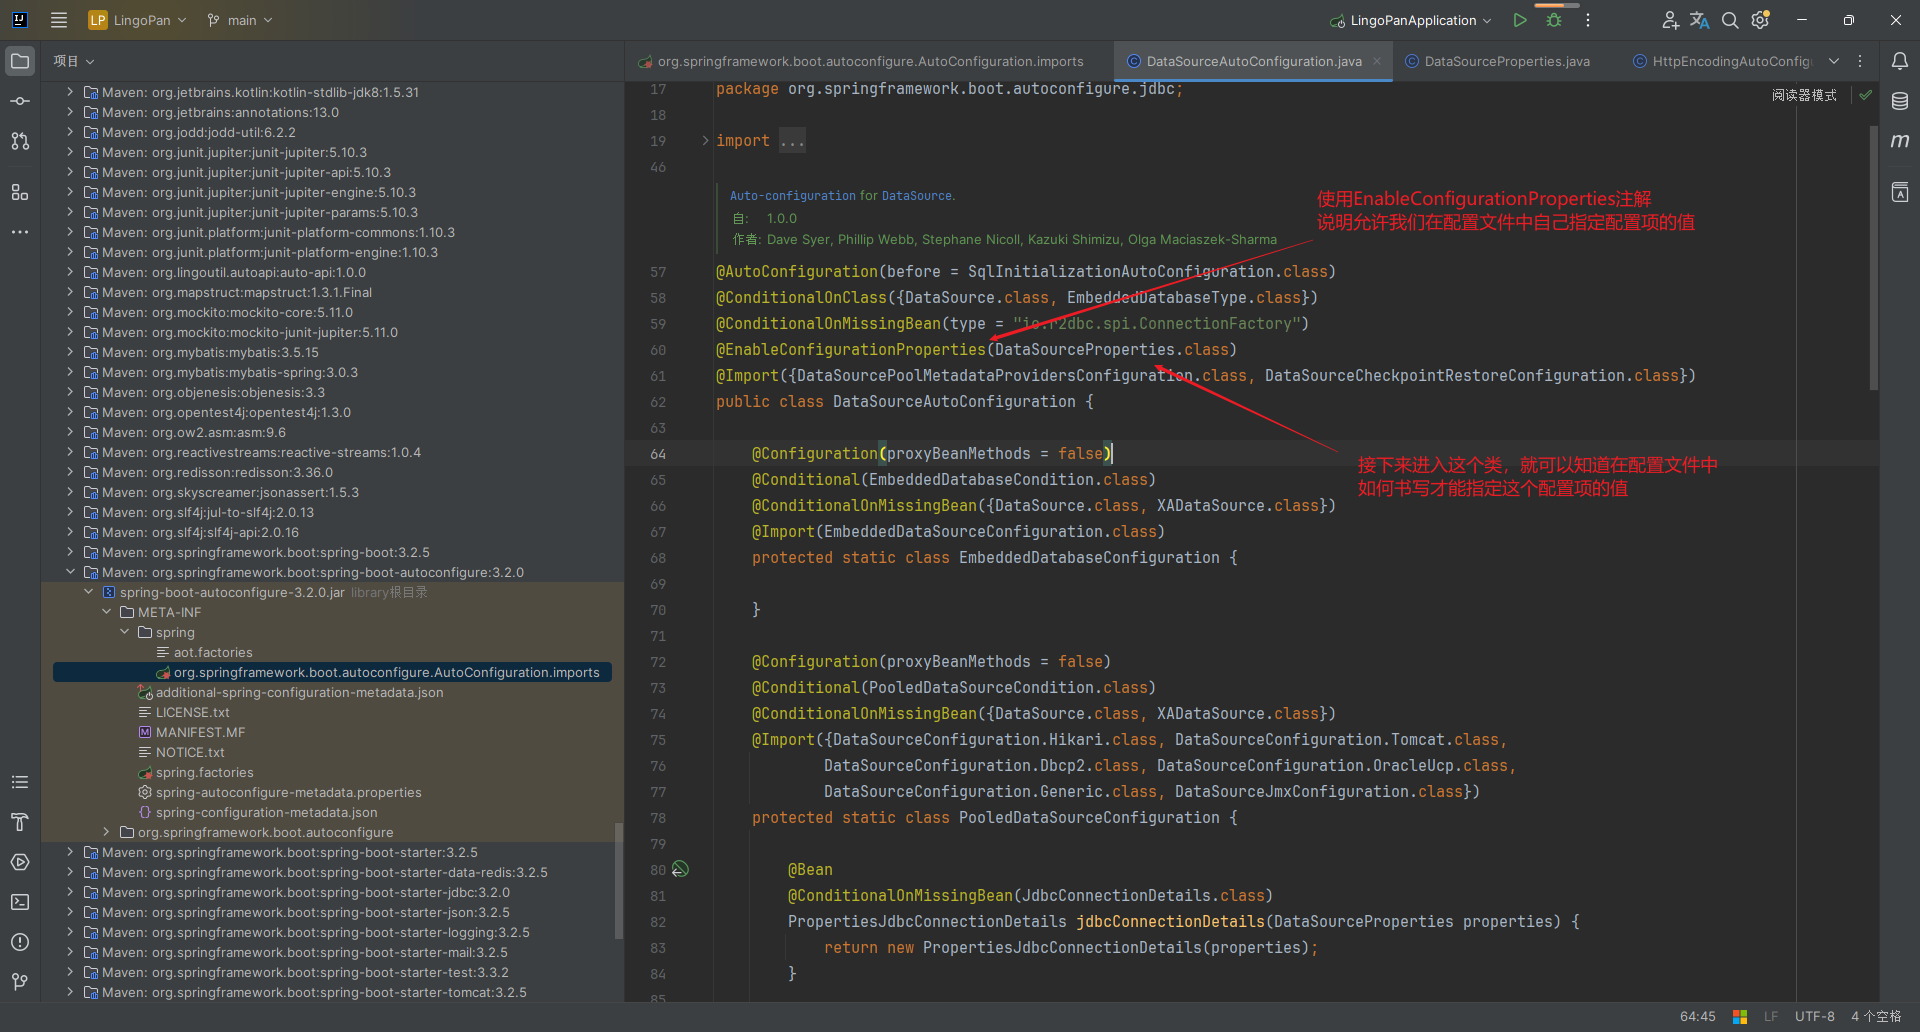 LP LingoPan main LingoPanApplication
项目
org.springframework.boot.autoconfigure.AutoConfiguration.imports DataSourceAutoConfiguration.java DataSourceProperties.java HttpEncodingAutoConfig
阅读器模式
Maven: org.jetbrains.kotlin:kotlin-stdlib-jdk8:1.5.31
Maven: org.jetbrains:annotations:13.0
Maven: org.jodd:jodd-util:6.2.2
Maven: org.junit.jupiter:junit-jupiter:5.10.3
Maven: org.junit.jupiter:junit-jupiter-api:5.10.3
Maven: org.junit.jupiter:junit-jupiter-engine:5.10.3
Maven: org.junit.jupiter:junit-jupiter-params:5.10.3
Maven: org.junit.platform:junit-platform-commons:1.10.3
Maven: org.junit.platform:junit-platform-engine:1.10.3
Maven: org.lingoutil.autoapi:auto-api:1.0.0
Maven: org.mapstruct:mapstruct:1.3.1.Final
Maven: org.mockito:mockito-core:5.11.0
Maven: org.mockito:mockito-junit-jupiter:5.11.0
Maven: org.mybatis:mybatis:3.5.15
Maven: org.mybatis:mybatis-spring:3.0.3
Maven: org.objenesis:objenesis:3.3
Maven: org.opentest4j:opentest4j:1.3.0
Maven: org.ow2.asm:asm:9.6
Maven: org.reactivestreams:reactive-streams:1.0.4
Maven: org.redisson:redisson:3.36.0
Maven: org.skyscreamer:jsonassert:1.5.3
Maven: org.slf4j:jul-to-slf4j:2.0.13
Maven: org.slf4j:slf4j-api:2.0.16
Maven: org.springframework.boot:spring-boot:3.2.5
Maven: org.springframework.boot:spring-boot-autoconfigure:3.2.0
spring-boot-autoconfigure-3.2.0.jar library根目录
META-INF
spring
aot.factories
org.springframework.boot.autoconfigure.AutoConfiguration.imports
additional-spring-configuration-metadata.json
LICENSE.txt
MANIFEST.MF
NOTICE.txt
spring.factories
spring-autoconfigure-metadata.properties
spring-configuration-metadata.json
org.springframework.boot.autoconfigure
Maven: org.springframework.boot:spring-boot-starter:3.2.5
Maven: org.springframework.boot:spring-boot-starter-data-redis:3.2.5
Maven: org.springframework.boot:spring-boot-starter-jdbc:3.2.0
Maven: org.springframework.boot:spring-boot-starter-json:3.2.5
Maven: org.springframework.boot:spring-boot-starter-logging:3.2.5
Maven: org.springframework.boot:spring-boot-starter-mail:3.2.5
Maven: org.springframework.boot:spring-boot-starter-test:3.3.2
Maven: org.springframework.boot:spring-boot-starter-tomcat:3.2.5
17 package org.springframework.boot.autoconfigure.jdbc;
18
19 import ...
46
Auto-configuration for DataSource.
自: 1.0.0
作者: Dave Syer, Phillip Webb, Stephane Nicoll, Kazuki Shimizu, Olga Maciaszek-Sharma
使用EnableConfigurationProperties注解
说明允许我们在配置文件中自己指定配置项的值
57 @AutoConfiguration(before = SqlInitializationAutoConfiguration.class)
58 @ConditionalOnClass({DataSource.class, EmbeddedDatabaseType.class})
59 @ConditionalOnMissingBean(type = "io.r2dbc.spi.ConnectionFactory")
60 @EnableConfigurationProperties(DataSourceProperties.class)
61 @Import({DataSourcePoolMetadataProvidersConfiguration.class, DataSourceCheckpointRestoreConfiguration.class})
62 public class DataSourceAutoConfiguration {
63
64 @Configuration(proxyBeanMethods = false)
接下来进入这个类，就可以知道在配置文件中
如何书写才能指定这个配置项的值
65 @Conditional(EmbeddedDatabaseCondition.class)
66 @ConditionalOnMissingBean({DataSource.class, XADataSource.class})
67 @Import(EmbeddedDataSourceConfiguration.class)
68 protected static class EmbeddedDatabaseConfiguration {
69
70 }
71
72 @Configuration(proxyBeanMethods = false)
73 @Conditional(PooledDataSourceCondition.class)
74 @ConditionalOnMissingBean({DataSource.class, XADataSource.class})
75 @Import({DataSourceConfiguration.Hikari.class, DataSourceConfiguration.Tomcat.class,
76 DataSourceConfiguration.Dbcp2.class, DataSourceConfiguration.OracleUcp.class,
77 DataSourceConfiguration.Generic.class, DataSourceJmxConfiguration.class})
78 protected static class PooledDataSourceConfiguration {
79
80 @Bean
81 @ConditionalOnMissingBean(JdbcConnectionDetails.class)
82 PropertiesJdbcConnectionDetails jdbcConnectionDetails(DataSourceProperties properties) {
83 return new PropertiesJdbcConnectionDetails(properties);
84 }
85
64:45 LF UTF-8 4 个空格